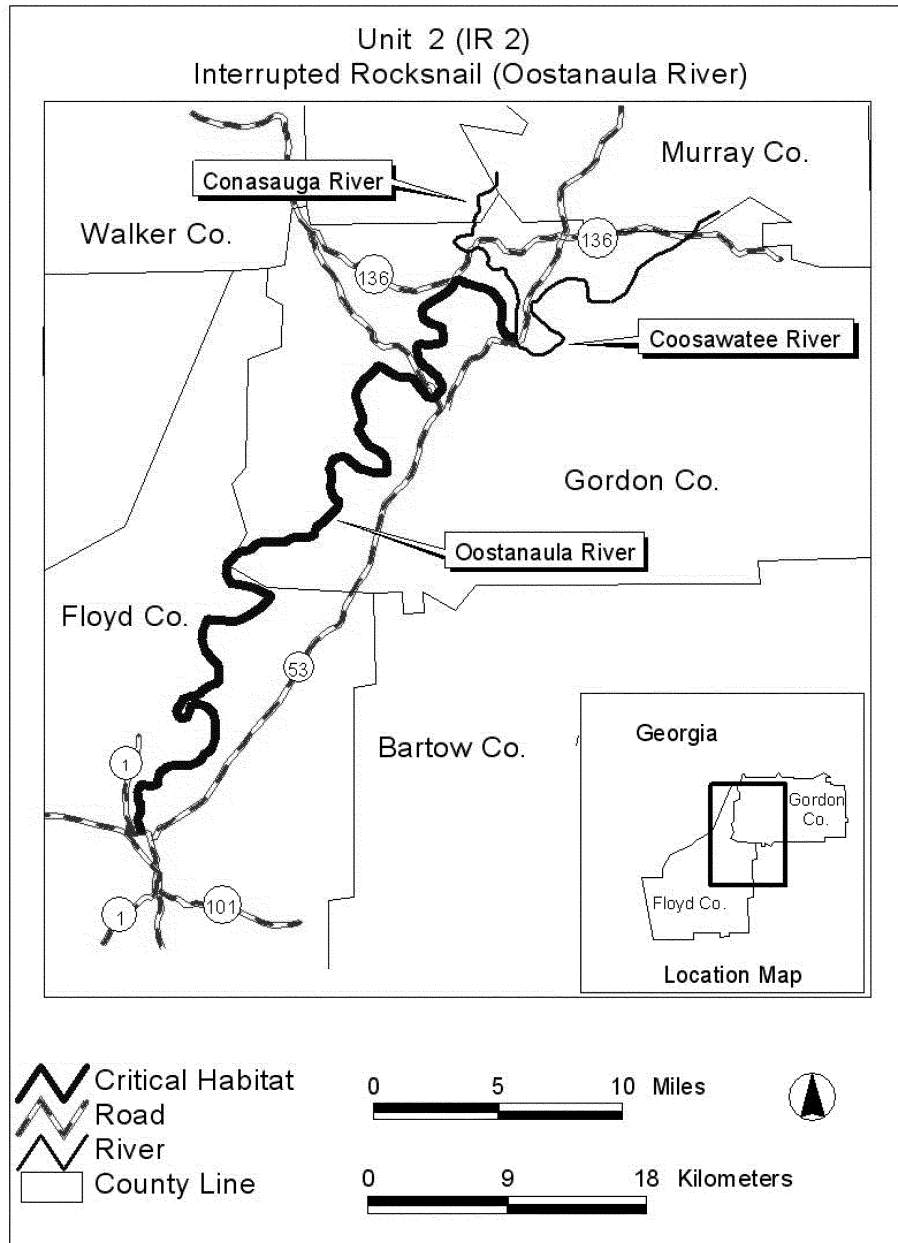 Unit 2 (IR 2)
Interrupted Rocksnail (Oostanaula River)
Murray Co.
Conasauga River
Walker Co.
136
136
Coosawatee River
Gordon Co.
Oostanaula River
Floyd Co.
53
Bartow Co.
1
1
101
Georgia
Gordon
Co.
Floyd Co.
Location Map
Critical Habitat
Road
River
County Line
0 5 10 Miles
0 9 18 Kilometers